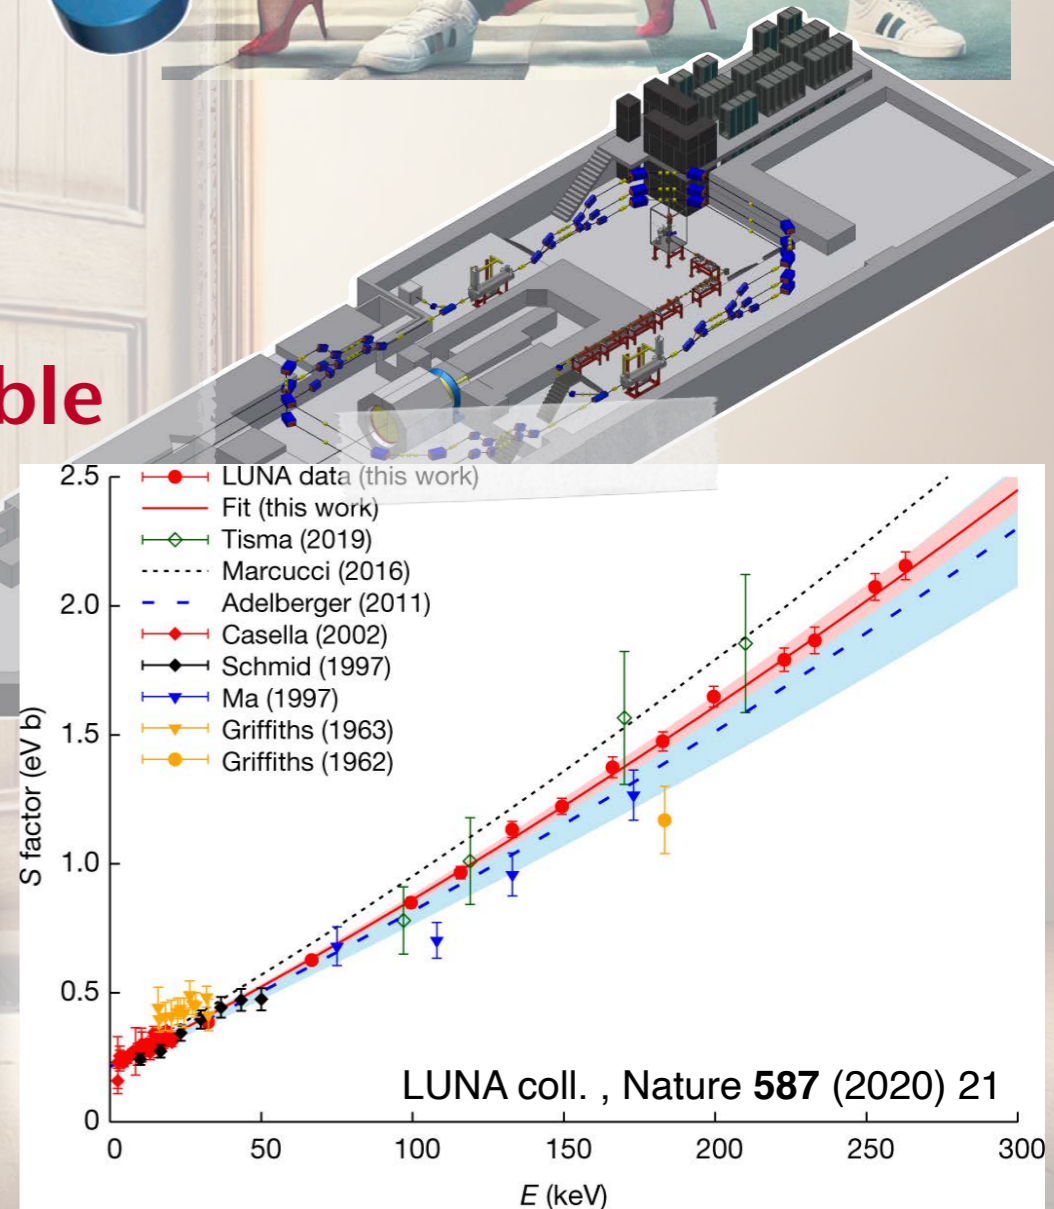 ble
2.5
2.0
1.5
1.0
0.5
0
S factor (eV b)
LUNA data (this work)
Fit (this work)
Tisma (2019)
Marcucci (2016)
Adelberger (2011)
Casella (2002)
Schmid (1997)
Ma (1997)
Griffiths (1963)
Griffiths (1962)
LUNA coll. , Nature 587 (2020) 21
0 50 100 150 200 250 300
E (keV)